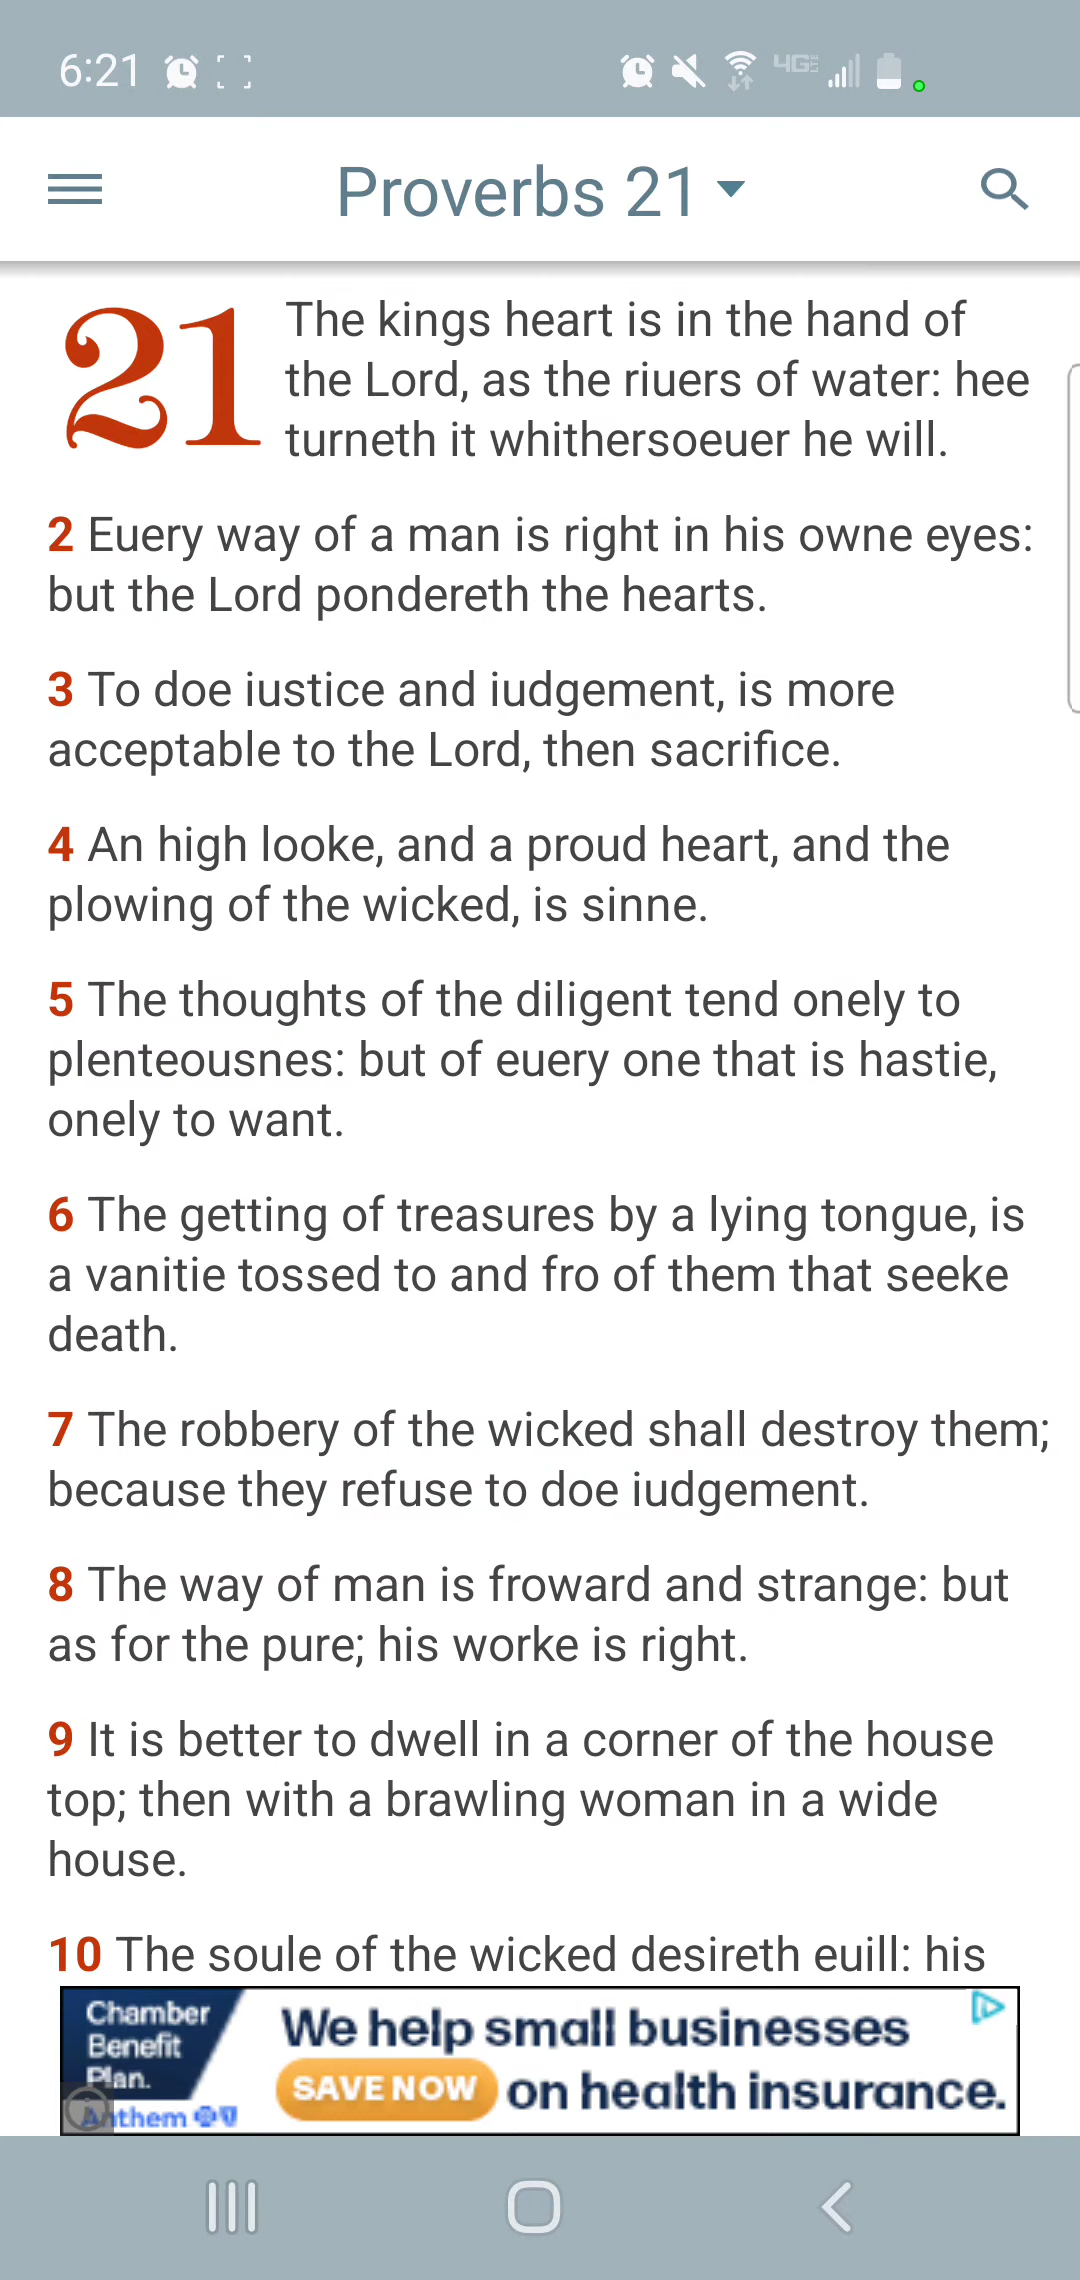 6:21
4G LTE
Proverbs 21
21 The kings heart is in the hand of
the Lord, as the riuers of water: hee
turneth it whithersoeuer he will.
2 Euery way of a man is right in his owne eyes:
but the Lord pondereth the hearts.
3 To doe iustice and iudgement, is more
acceptable to the Lord, then sacrifice.
4 An high looke, and a proud heart, and the
plowing of the wicked, is sinne.
5 The thoughts of the diligent tend onely to
plenteousnes: but of euery one that is hastie,
onely to want.
6 The getting of treasures by a lying tongue, is
a vanitie tossed to and fro of them that seeke
death.
7 The robbery of the wicked shall destroy them;
because they refuse to doe iudgement.
8 The way of man is froward and strange: but
as for the pure; his worke is right.
9 It is better to dwell in a corner of the house
top; then with a brawling woman in a wide
house.
10 The soule of the wicked desireth euill: his
Chamber
Benefit
Plan.
Anthem
We help small businesses
SAVE NOW on health insurance.